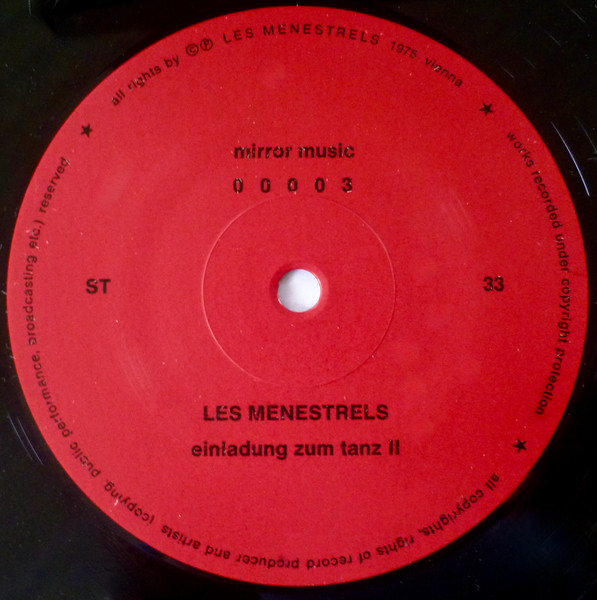 all rights by ©℗ LES MENESTRELS 1975 vienna
★ works recorded under copyright protection
★ all copyrights, rights of record producer and artists (copying, public performance, broadcasting etc.) reserved ★
mirror music
0 0 0 0 3
ST
33
LES MENESTRELS
einladung zum tanz II